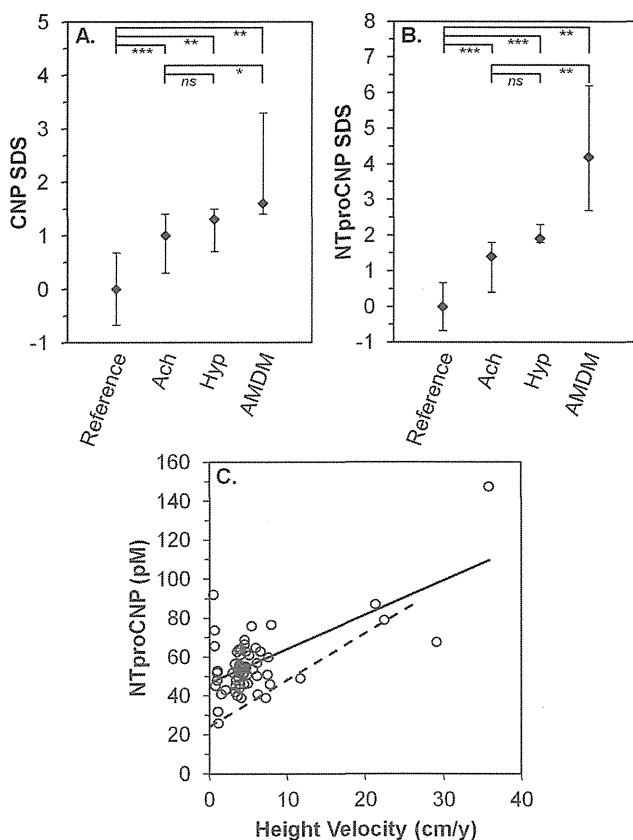 A.
**
**
***
*
ns
5
4
3
2
1
0
-1
CNP SDS
Reference
Ach
Hyp
AMDM
B.
**
***
***
**
ns
8
7
6
5
4
3
2
1
0
-1
NTproCNP SDS
Reference
Ach
Hyp
AMDM
C.
160
140
120
100
80
60
40
20
0
NTproCNP (pM)
0
10
20
30
40
Height Velocity (cm/y)